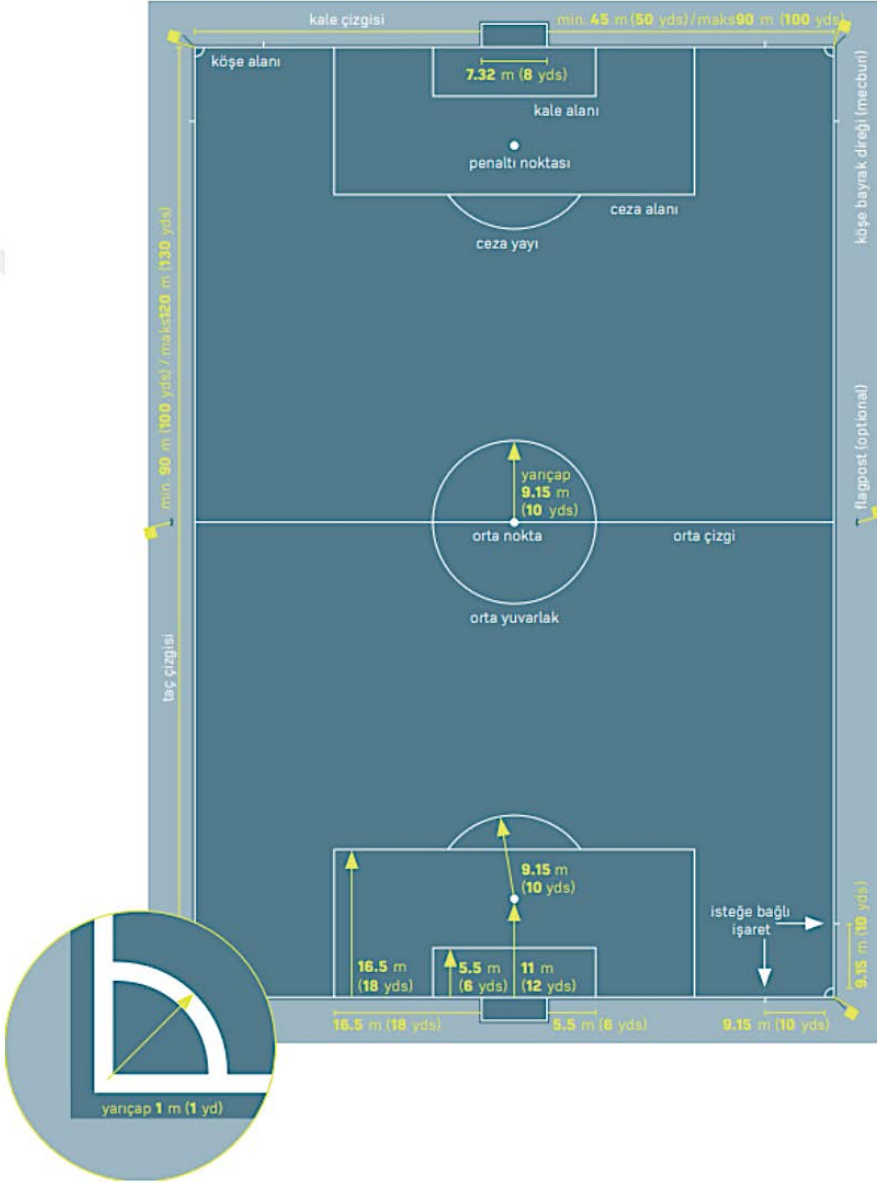 kale çizgisi
min. 45 m (50 yds)/maks90 m (100 yds)
köşe alanı
7.32 m (8 yds)
kale alanı
penaltı noktası
ceza alanı
ceza yayı
köşe bayrak direği (mecburi)
min. 90 m (100 yds) / maks120 m (130 yds)
flagpost (optional)
yarıçap
9.15 m
(10 yds)
orta nokta
orta çizgi
orta yuvarlak
taç çizgisi
9.15 m
(10 yds)
isteğe bağlı
işaret
9.15 m (10 yds)
16.5 m
(18 yds)
5.5 m
(6 yds)
11 m
(12 yds)
16.5 m (18 yds)
5.5 m (6 yds)
9.15 m (10 yds)
yarıçap 1 m (1 yd)